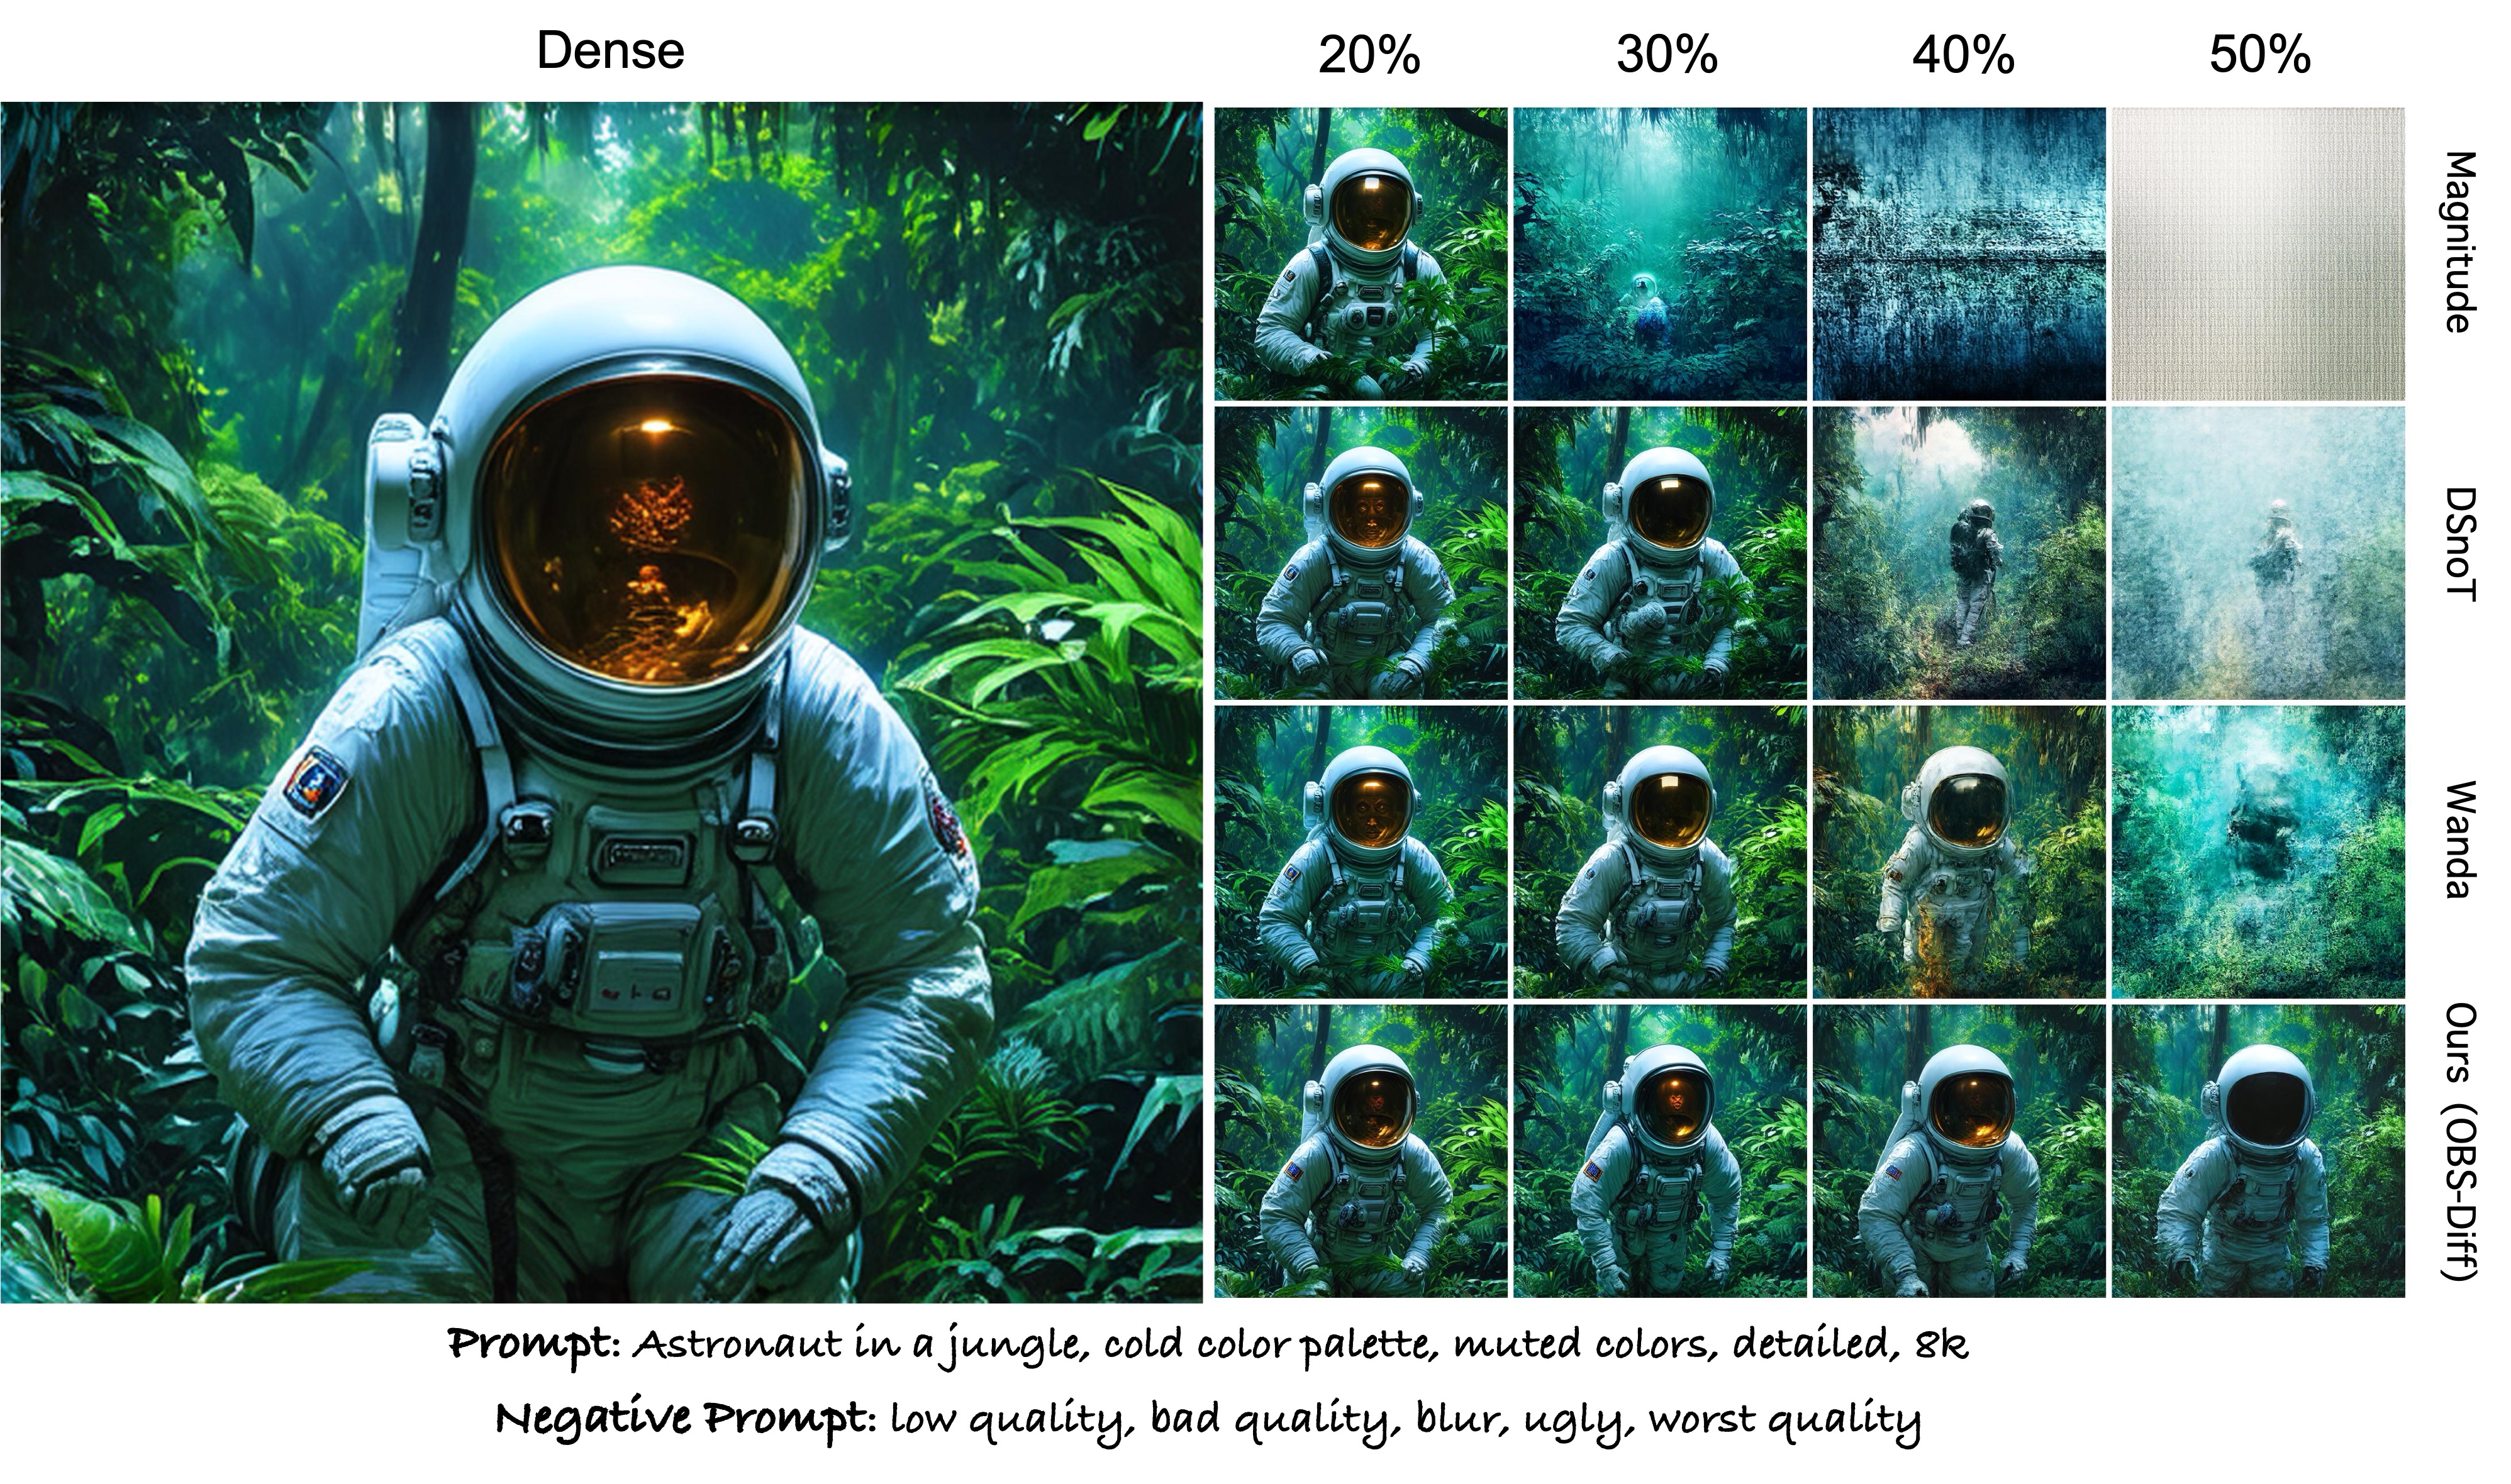 Dense 20% 30% 40% 50%
Magnitude
DSnoT
Wanda
Ours (OBS-Diff)
Prompt: Astronaut in a jungle, cold color palette, muted colors, detailed, 8k
Negative Prompt: low quality, bad quality, blur, ugly, worst quality